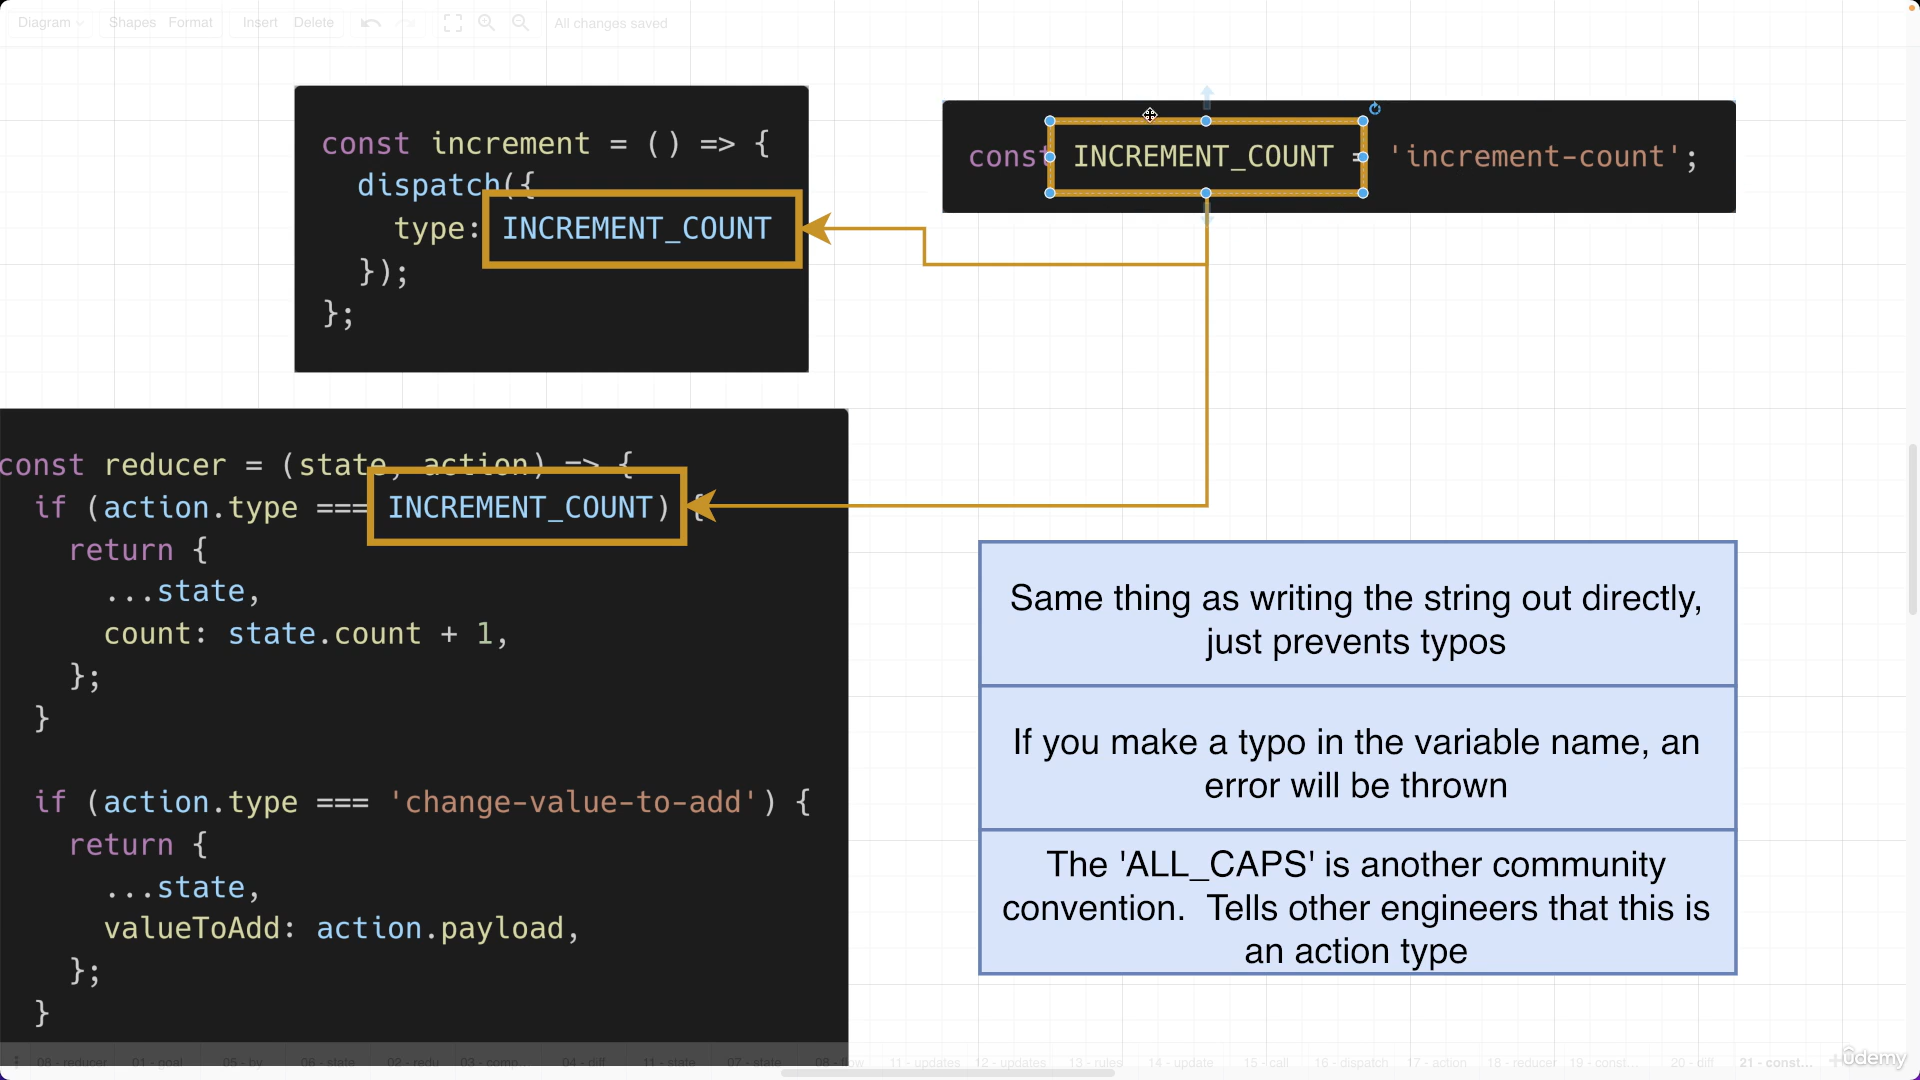 Diagram Shapes Format Insert Delete All changes saved
const increment = () => {
dispatch({
type: INCREMENT_COUNT
});
};
const INCREMENT_COUNT = 'increment-count';
const reducer = (state, action) => {
if (action.type === INCREMENT_COUNT) {
return {
...state,
count: state.count + 1,
};
}
if (action.type === 'change-value-to-add') {
return {
...state,
valueToAdd: action.payload,
};
}
Same thing as writing the string out directly,
just prevents typos
If you make a typo in the variable name, an
error will be thrown
The 'ALL_CAPS' is another community
convention.  Tells other engineers that this is
an action type
08 - reducer 01 - goal 05 - by 06 - state 02 - redu 03 - comp... 04 - diff 11 - state 07 - state 11 - updates 12 - updates 13 - rules 14 - update 15 - call 16 - dispatch 17 - action 18 - reducer 19 - const... 20 - diff 21 - const...
ûdemy